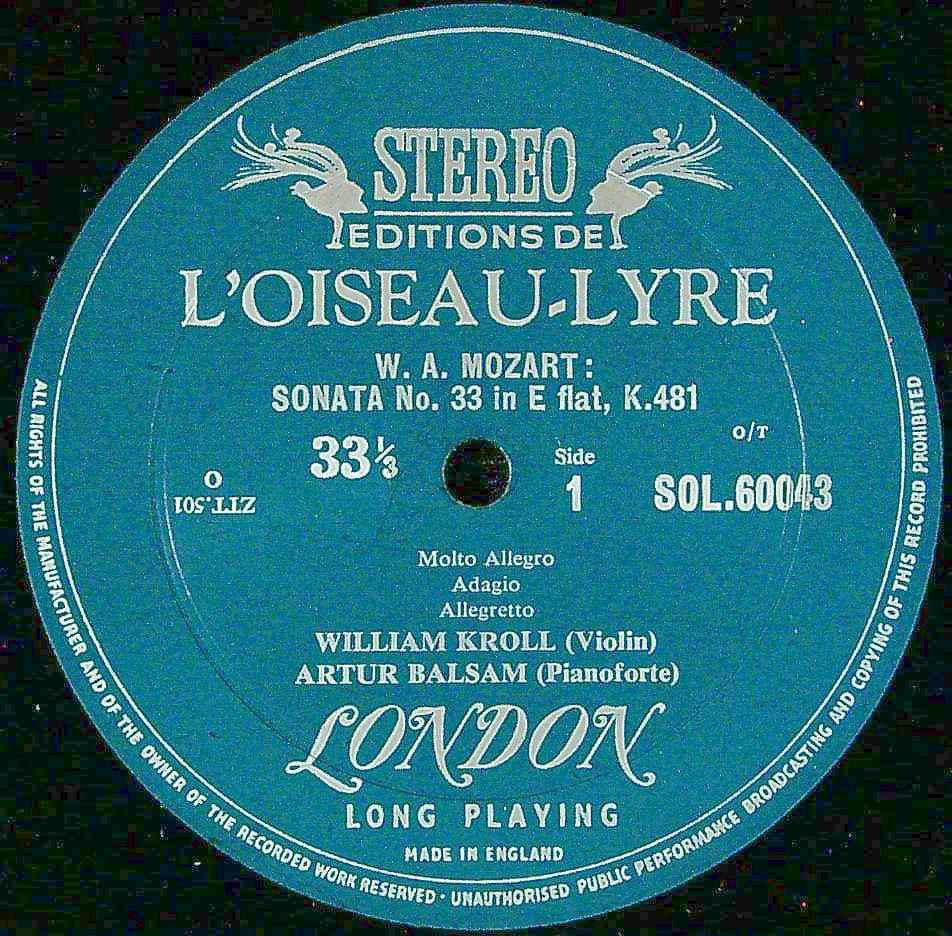 STEREO
EDITIONS DE
L'OISEAU-LYRE
W. A. MOZART:
SONATA No. 33 in E flat, K.481
33⅓
Side
1
O/T
SOL.60043
O
ZTT.501
Molto Allegro
Adagio
Allegretto
WILLIAM KROLL (Violin)
ARTUR BALSAM (Pianoforte)
LONDON
LONG PLAYING
MADE IN ENGLAND
ALL RIGHTS OF THE MANUFACTURER AND OF THE OWNER OF THE RECORDED WORK RESERVED · UNAUTHORISED PUBLIC PERFORMANCE BROADCASTING AND COPYING OF THIS RECORD PROHIBITED